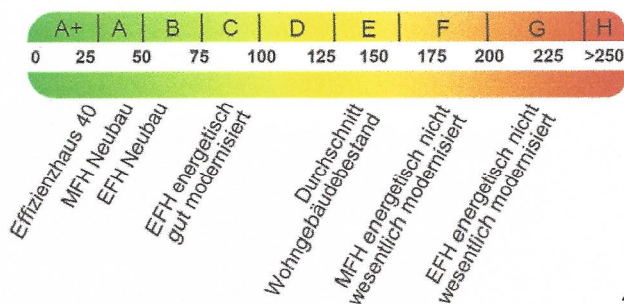 A+ A B C D E F G H
0 25 50 75 100 125 150 175 200 225 >250
Effizienzhaus 40
MFH Neubau
EFH Neubau
EFH energetisch
gut modernisiert
Durchschnitt
Wohngebäudebestand
MFH energetisch nicht
wesentlich modernisiert
EFH energetisch nicht
wesentlich modernisiert